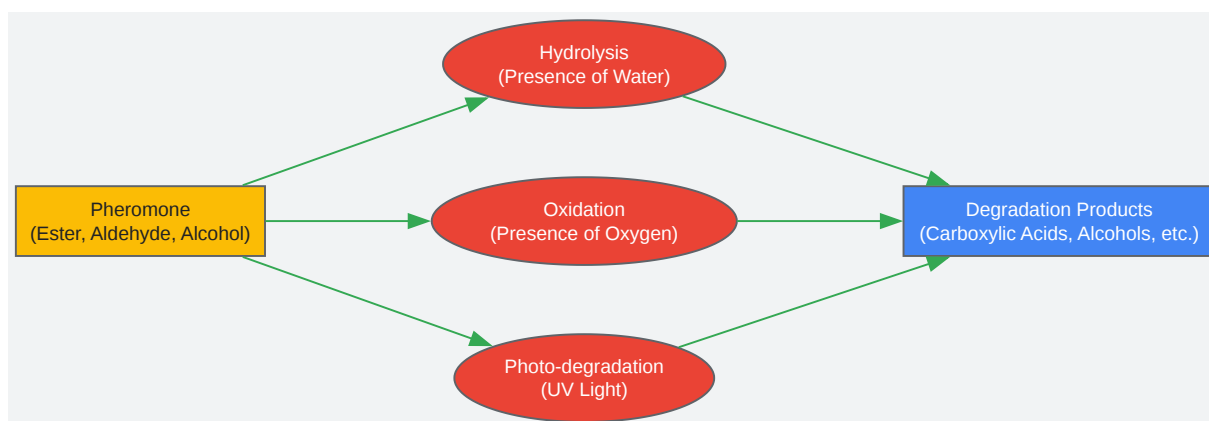 Hydrolysis
(Presence of Water)
Pheromone
(Ester, Aldehyde, Alcohol)
Oxidation
(Presence of Oxygen)
Degradation Products
(Carboxylic Acids, Alcohols, etc.)
Photo-degradation
(UV Light)